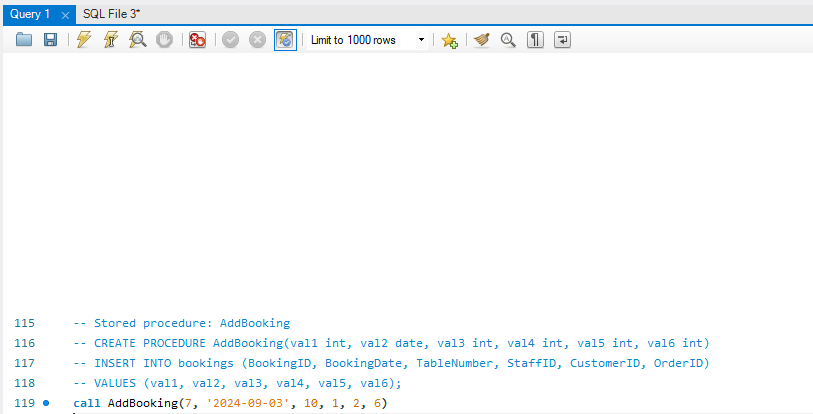 Query 1
SQL File 3*
Limit to 1000 rows
115 -- Stored procedure: AddBooking
116 -- CREATE PROCEDURE AddBooking(val1 int, val2 date, val3 int, val4 int, val5 int, val6 int)
117 -- INSERT INTO bookings (BookingID, BookingDate, TableNumber, StaffID, CustomerID, OrderID)
118 -- VALUES (val1, val2, val3, val4, val5, val6);
119 call AddBooking(7, '2024-09-03', 10, 1, 2, 6)